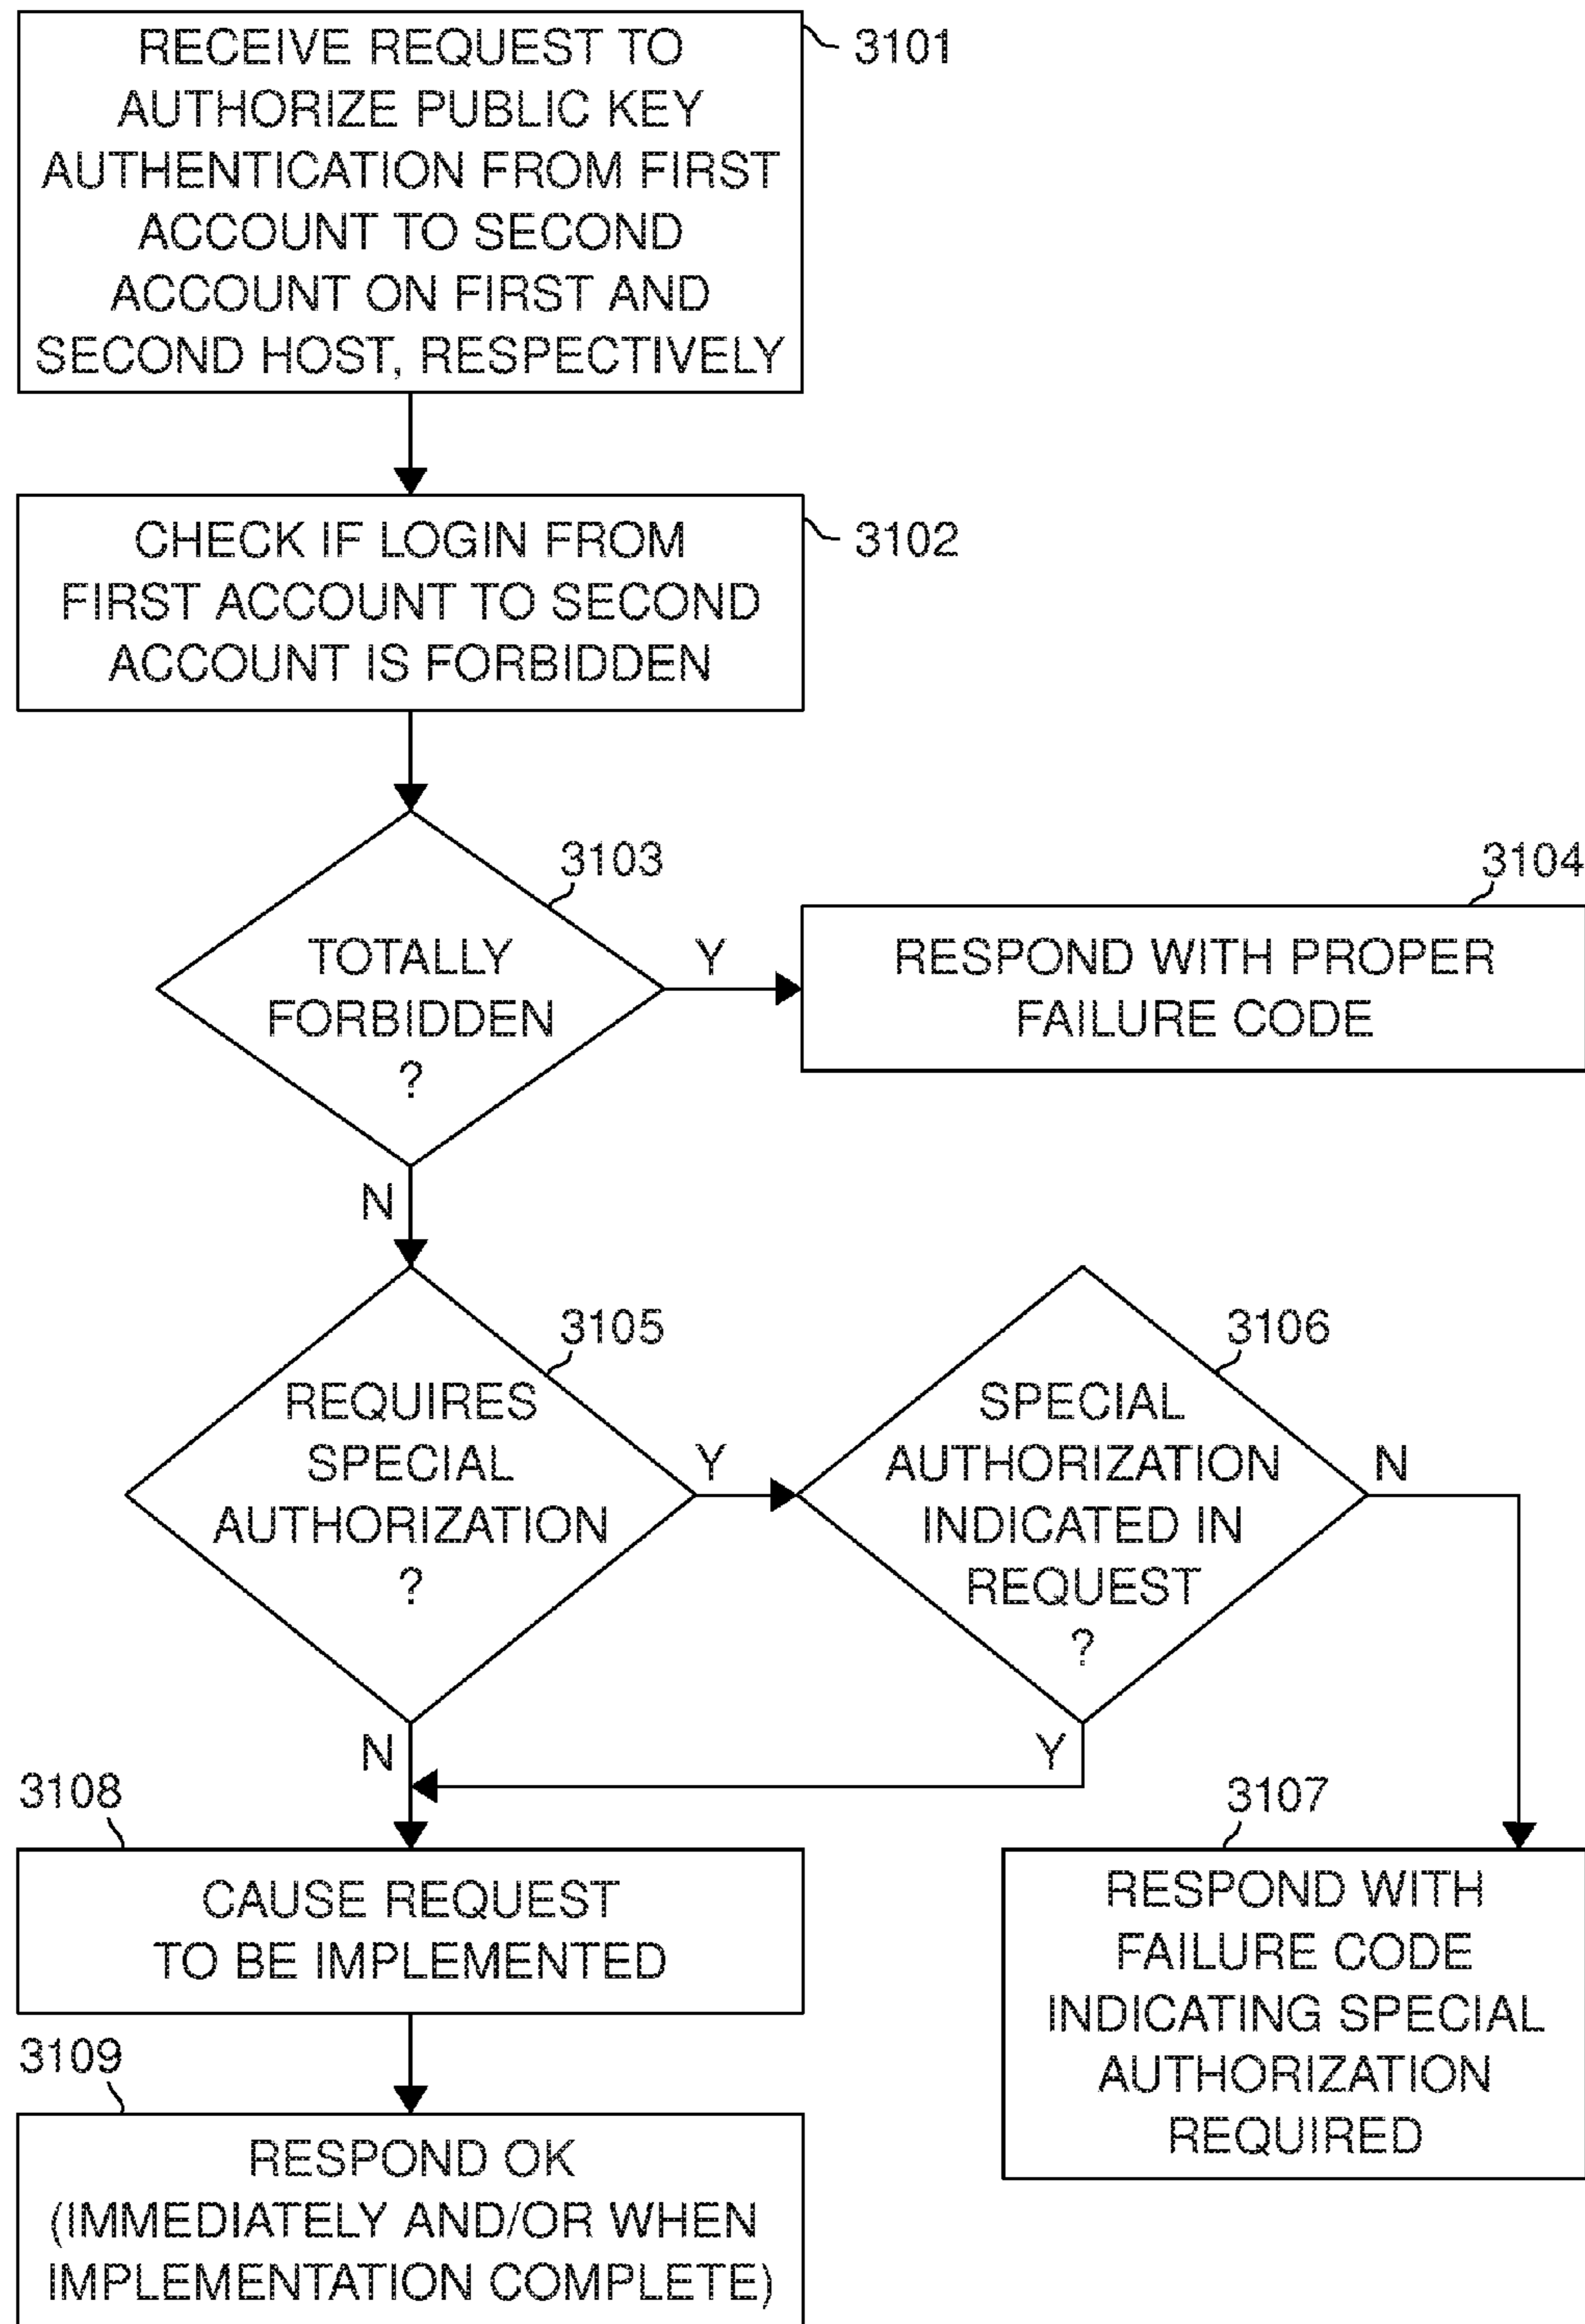 RECEIVE REQUEST TO
AUTHORIZE PUBLIC KEY
AUTHENTICATION FROM FIRST
ACCOUNT TO SECOND
ACCOUNT ON FIRST AND
SECOND HOST, RESPECTIVELY
3101
CHECK IF LOGIN FROM
FIRST ACCOUNT TO SECOND
ACCOUNT IS FORBIDDEN
3102
3103
TOTALLY
FORBIDDEN
?
Y
N
3104
RESPOND WITH PROPER
FAILURE CODE
3105
REQUIRES
SPECIAL
AUTHORIZATION
?
Y
N
3106
SPECIAL
AUTHORIZATION
INDICATED IN
REQUEST
?
N
Y
3107
RESPOND WITH
FAILURE CODE
INDICATING SPECIAL
AUTHORIZATION
REQUIRED
3108
CAUSE REQUEST
TO BE IMPLEMENTED
3109
RESPOND OK
(IMMEDIATELY AND/OR WHEN
IMPLEMENTATION COMPLETE)